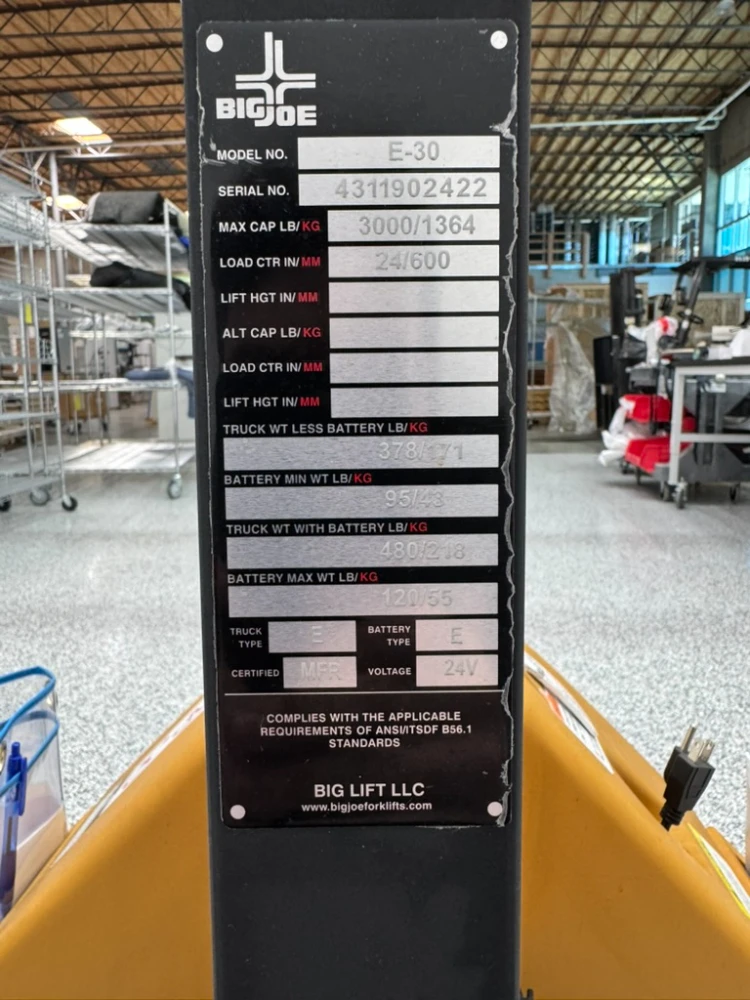 BIG JOE
MODEL NO. E-30
SERIAL NO. 4311902422
MAX CAP LB/KG 3000/1364
LOAD CTR IN/MM 24/600
LIFT HGT IN/MM
ALT CAP LB/KG
LOAD CTR IN/MM
LIFT HGT IN/MM
TRUCK WT LESS BATTERY LB/KG
378/171
BATTERY MIN WT LB/KG
95/43
TRUCK WT WITH BATTERY LB/KG
480/218
BATTERY MAX WT LB/KG
120/55
TRUCK TYPE E BATTERY TYPE E
CERTIFIED MFR VOLTAGE 24V
COMPLIES WITH THE APPLICABLE
REQUIREMENTS OF ANSI/ITSDF B56.1
STANDARDS
BIG LIFT LLC
www.bigjoeforklifts.com